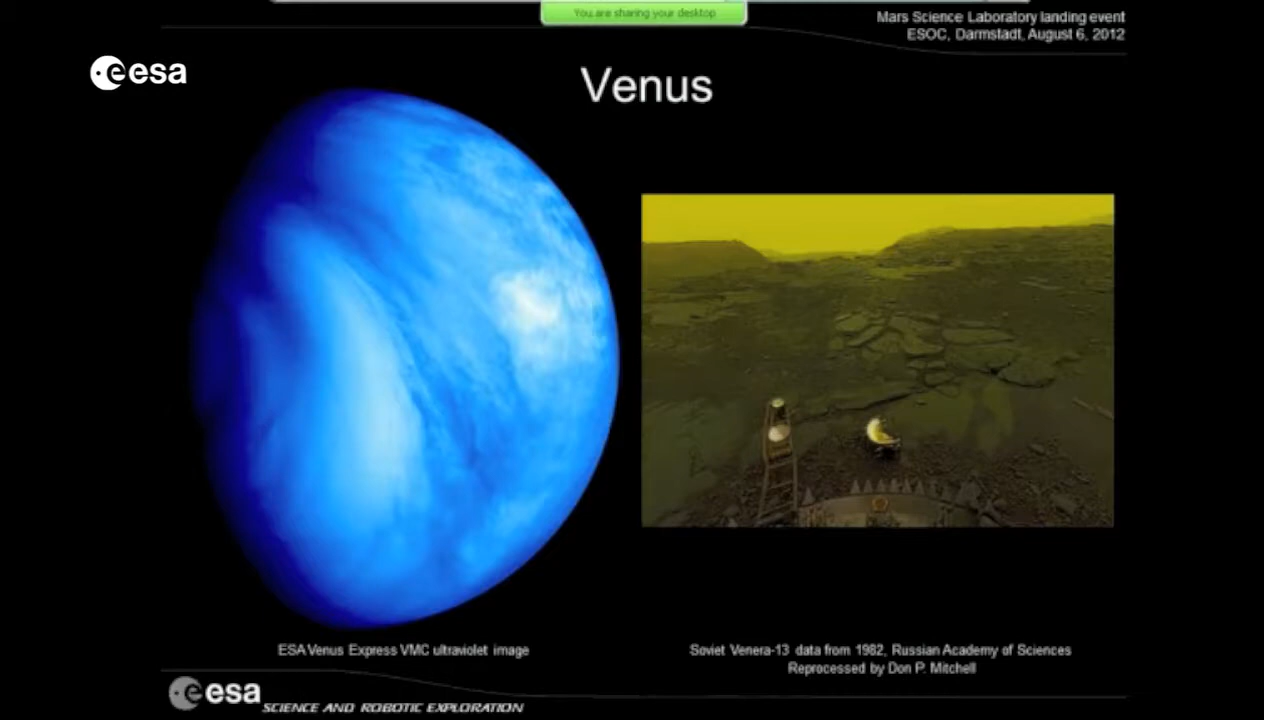 You are sharing your desktop
Mars Science Laboratory landing event
ESOC, Darmstadt, August 6, 2012
esa
Venus
ESA Venus Express VMC ultraviolet image
Soviet Venera-13 data from 1982, Russian Academy of Sciences
Reprocessed by Don P. Mitchell
esa
SCIENCE AND ROBOTIC EXPLORATION